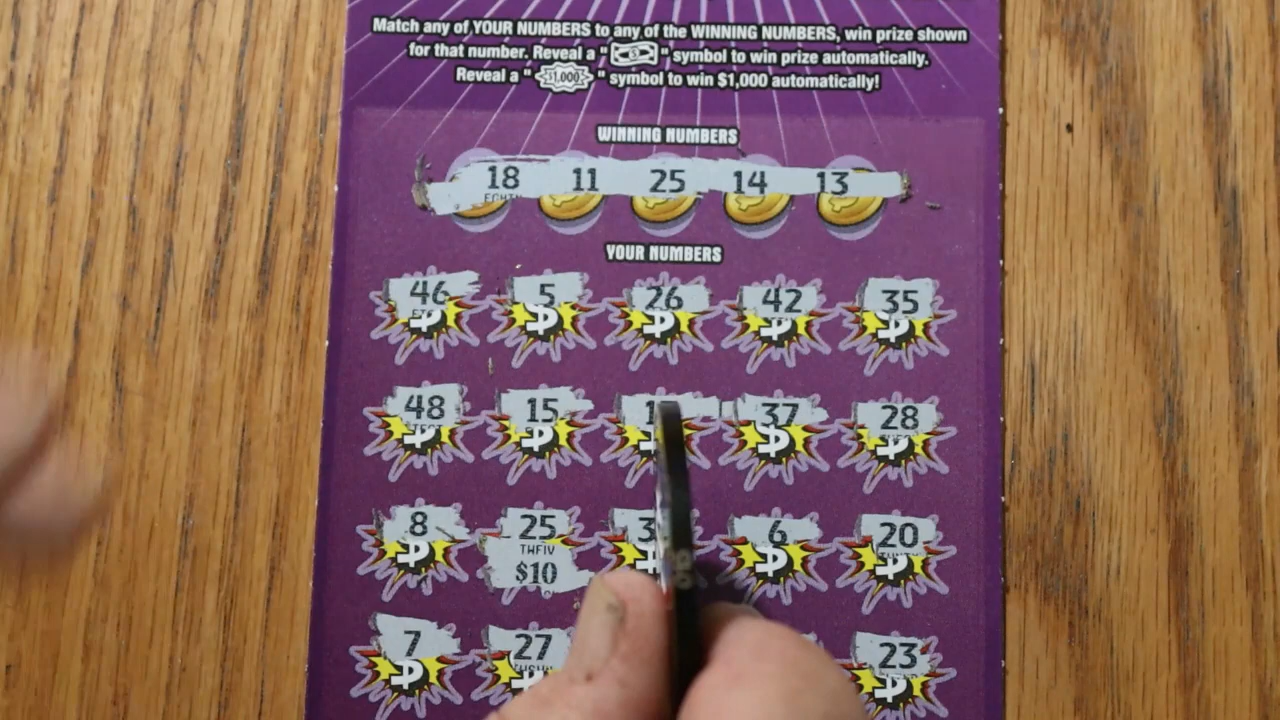 Match any of YOUR NUMBERS to any of the WINNING NUMBERS, win prize shown
for that number. Reveal a " " symbol to win prize automatically.
Reveal a " $1,000 " symbol to win $1,000 automatically!
WINNING NUMBERS
18 11 25 14 13
YOUR NUMBERS
46 5 26 42 35
48 15 37 28
8 25 6 20
THFIV
$10
7 27 23